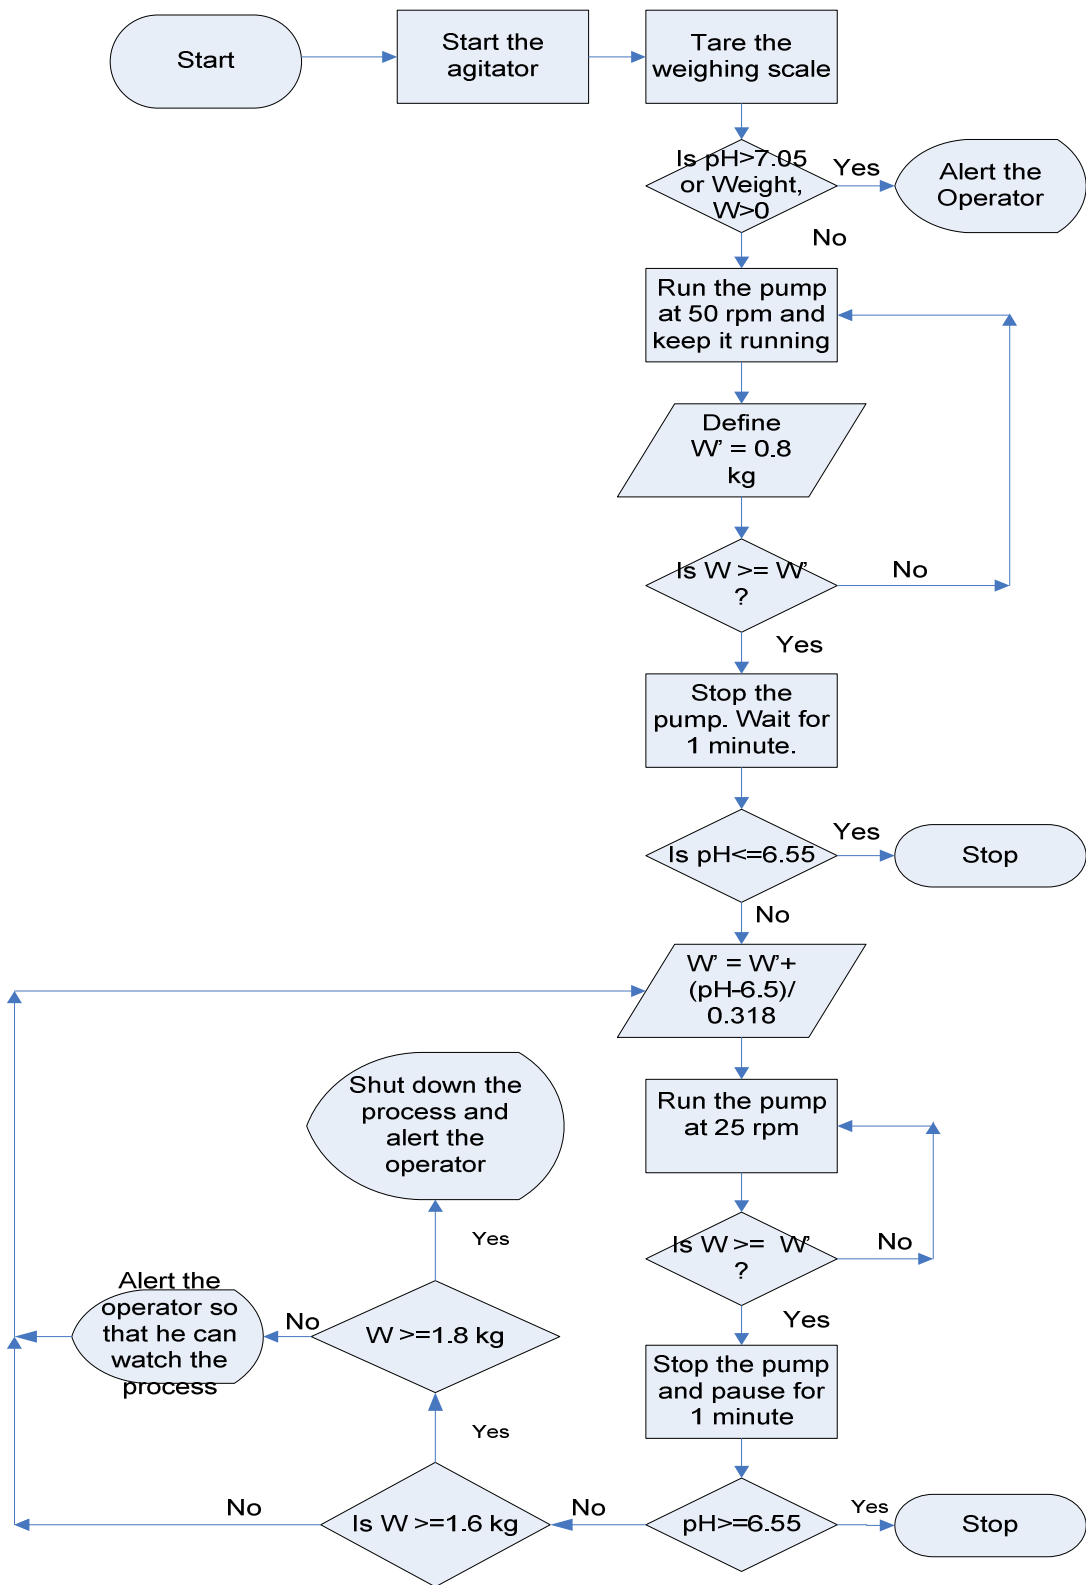 Start
Start the
agitator
Tare the
weighing scale
Is pH>7.05
or Weight,
W>0
Yes
Alert the
Operator
No
Run the pump
at 50 rpm and
keep it running
Define
W' = 0.8
kg
Is W >= W'
?
No
Yes
Stop the
pump. Wait for
1 minute.
Is pH<=6.55
Yes
Stop
No
W' = W'+
(pH-6.5)/
0.318
Run the pump
at 25 rpm
Is W >= W'
?
No
Yes
Stop the pump
and pause for
1 minute
pH>=6.55
Yes
Stop
No
Is W >=1.6 kg
No
Yes
W >=1.8 kg
No
Alert the
operator so
that he can
watch the
process
Yes
Shut down the
process and
alert the
operator